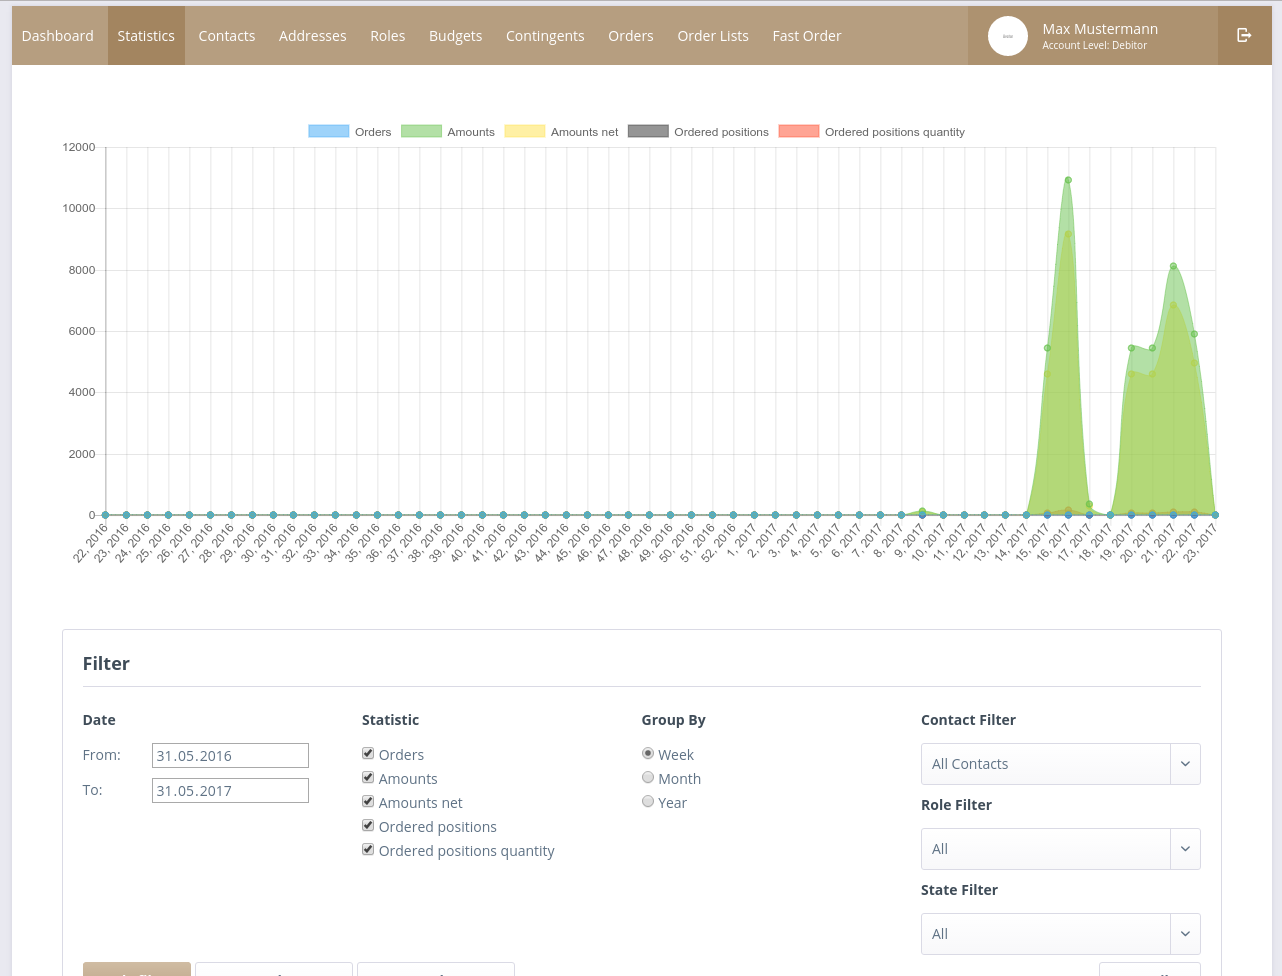 Dashboard Statistics Contacts Addresses Roles Budgets Contingents Orders Order Lists Fast Order Max Mustermann
Account Level: Debitor
Orders Amounts Amounts net Ordered positions Ordered positions quantity
12000
10000
8000
6000
4000
2000
0
22, 2016 23, 2016 24, 2016 25, 2016 26, 2016 27, 2016 28, 2016 29, 2016 30, 2016 31, 2016 32, 2016 33, 2016 34, 2016 35, 2016 36, 2016 37, 2016 38, 2016 39, 2016 40, 2016 41, 2016 42, 2016 43, 2016 44, 2016 45, 2016 46, 2016 47, 2016 48, 2016 49, 2016 50, 2016 51, 2016 52, 2016 1, 2017 2, 2017 3, 2017 4, 2017 5, 2017 6, 2017 7, 2017 8, 2017 9, 2017 10, 2017 11, 2017 12, 2017 13, 2017 14, 2017 15, 2017 16, 2017 17, 2017 18, 2017 19, 2017 20, 2017 21, 2017 22, 2017 23, 2017
Filter
Date
From: 31.05.2016
To: 31.05.2017
Statistic
Orders
Amounts
Amounts net
Ordered positions
Ordered positions quantity
Group By
Week
Month
Year
Contact Filter
All Contacts
Role Filter
All
State Filter
All